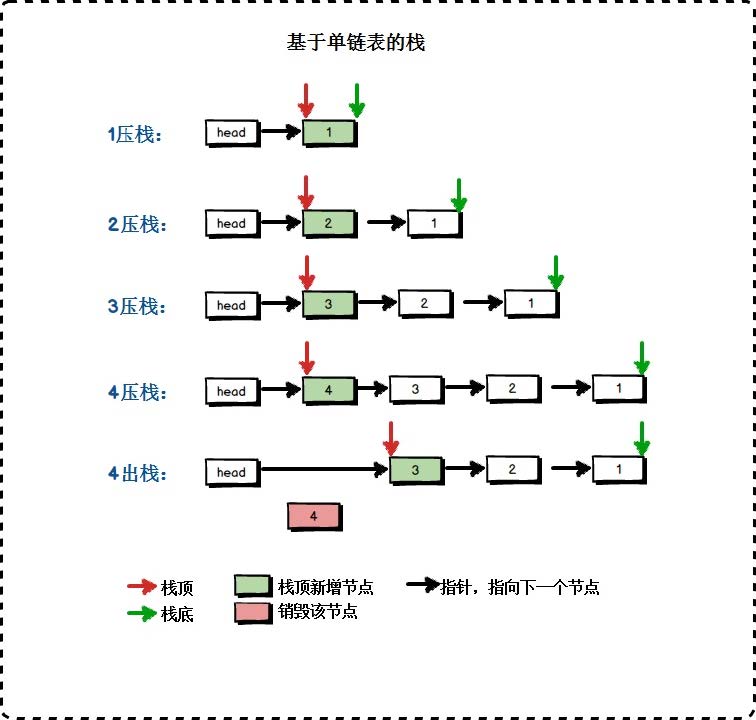 基于单链表的栈
1压栈： head 1
2压栈： head 2 1
3压栈： head 3 2 1
4压栈： head 4 3 2 1
4出栈： head 3 2 1
4
栈顶 栈顶新增节点 指针，指向下一个节点
栈底 销毁该节点